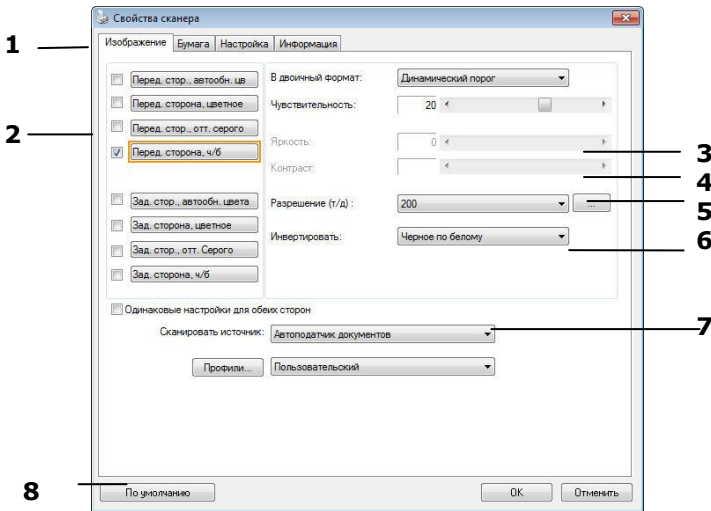 Свойства сканера
1
Изображение Бумага Настройка Информация
Перед. стор., автообн. цв
В двоичный формат: Динамический порог
Перед. сторона, цветное
Чувствительность: 20
2
Перед. стор., отт. серого
Яркость: 0
3
Перед. сторона, ч/б
Контраст:
4
Зад. стор., автообн. цвета
Разрешение (т/д) : 200 ...
5
Зад. сторона, цветное
Инвертировать: Черное по белому
6
Зад. стор., отт. Серого
Зад. сторона, ч/б
Одинаковые настройки для обеих сторон
Сканировать источник: Автоподатчик документов
7
Профили... Пользовательский
8
По умолчанию OK Отменить